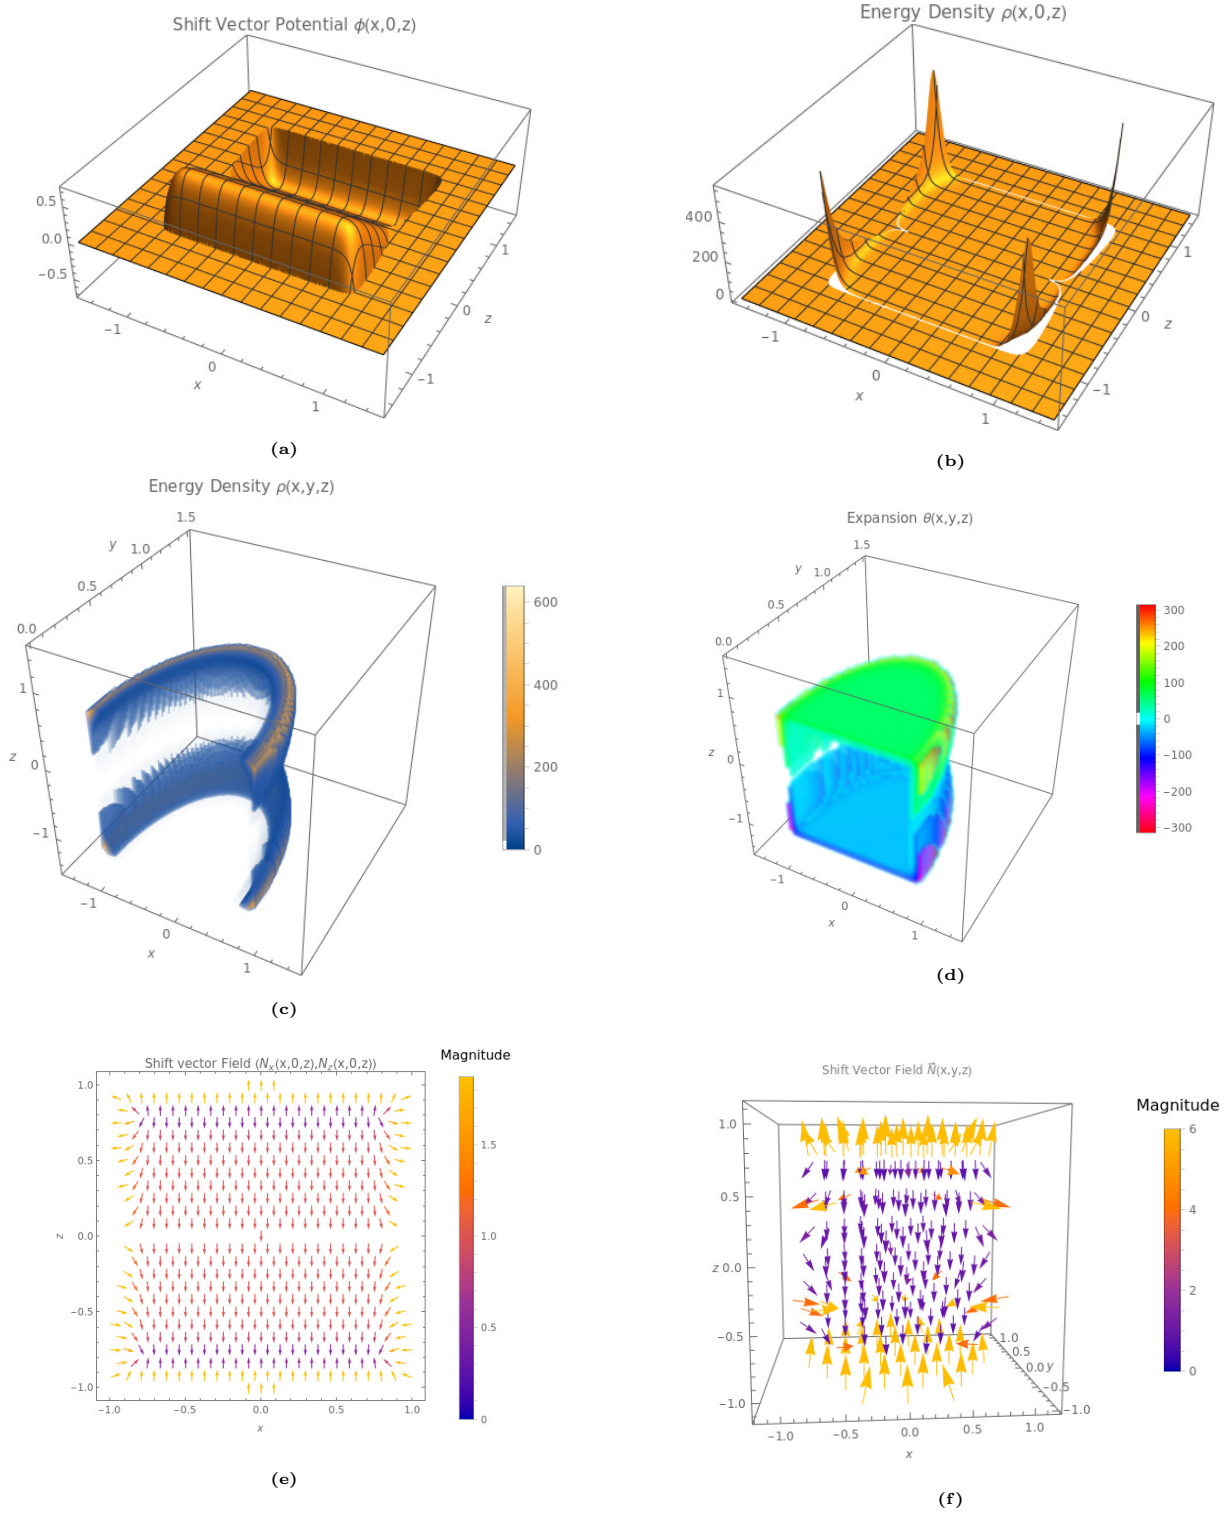 Shift Vector Potential ϕ(x,0,z)
0.5
0.0
−0.5
−1
0
1
x
−1
0
1
z
(a)
Energy Density ρ(x,0,z)
400
200
0
−1
0
1
x
−1
0
1
z
(b)
Energy Density ρ(x,y,z)
1.5
1.0
0.5
0.0
y
1
0
−1
z
−1
0
1
x
600
400
200
0
(c)
Expansion θ(x,y,z)
1.5
1.0
0.5
0.0
y
1
0
−1
z
−1
0
1
x
300
200
100
0
−100
−200
−300
(d)
Shift vector Field (Nx(x,0,z),Nz(x,0,z))
Magnitude
1.0
0.5
0.0
−0.5
−1.0
z
−1.0 −0.5 0.0 0.5 1.0
x
1.5
1.0
0.5
0
(e)
Shift Vector Field N⃗(x,y,z)
Magnitude
1.0
0.5
z 0.0
−0.5
−1.0
−1.0 −0.5 0.0 0.5 1.0
x
1.0
0.5
0.0 y
−0.5
−1.0
6
4
2
0
(f)